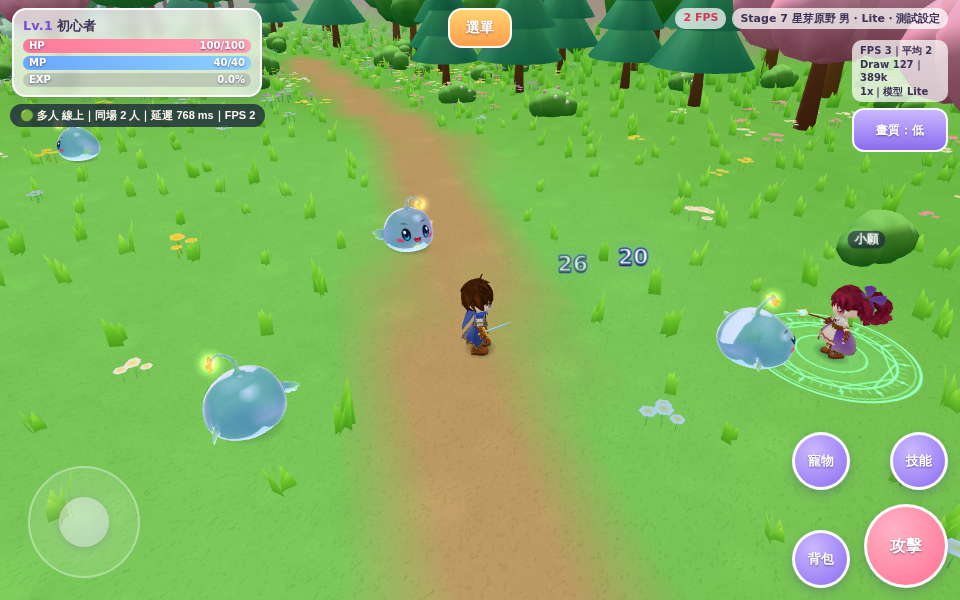 Lv.1 初心者
HP 100/100
MP 40/40
EXP 0.0%
多人 線上｜同場 2 人｜延遲 768 ms｜FPS 2
選單
2 FPS
Stage 7 星芽原野 男・Lite・測試設定
FPS 3｜平均 2
Draw 127｜
389k
1x｜模型 Lite
畫質：低
26
20
小顧
寵物
技能
背包
攻擊